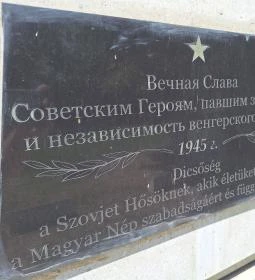 Вечная Слава
Советским Героям, павшим з
и независимость венгерского
1945 г.
Dicsőség
a Szovjet Hősöknek, akik életüket
a Magyar Nép szabadságáért és függ